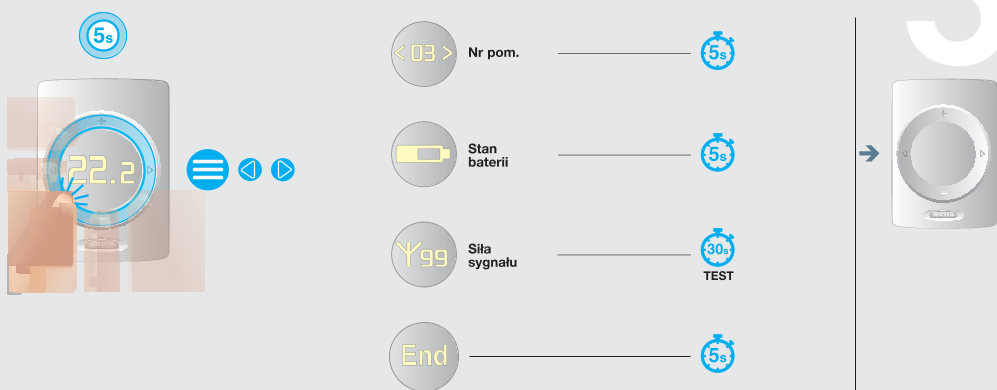 5s
22.2
< 03 >
Nr pom.
5s
Stan
baterii
5s
99
Siła
sygnału
30s
TEST
End
5s